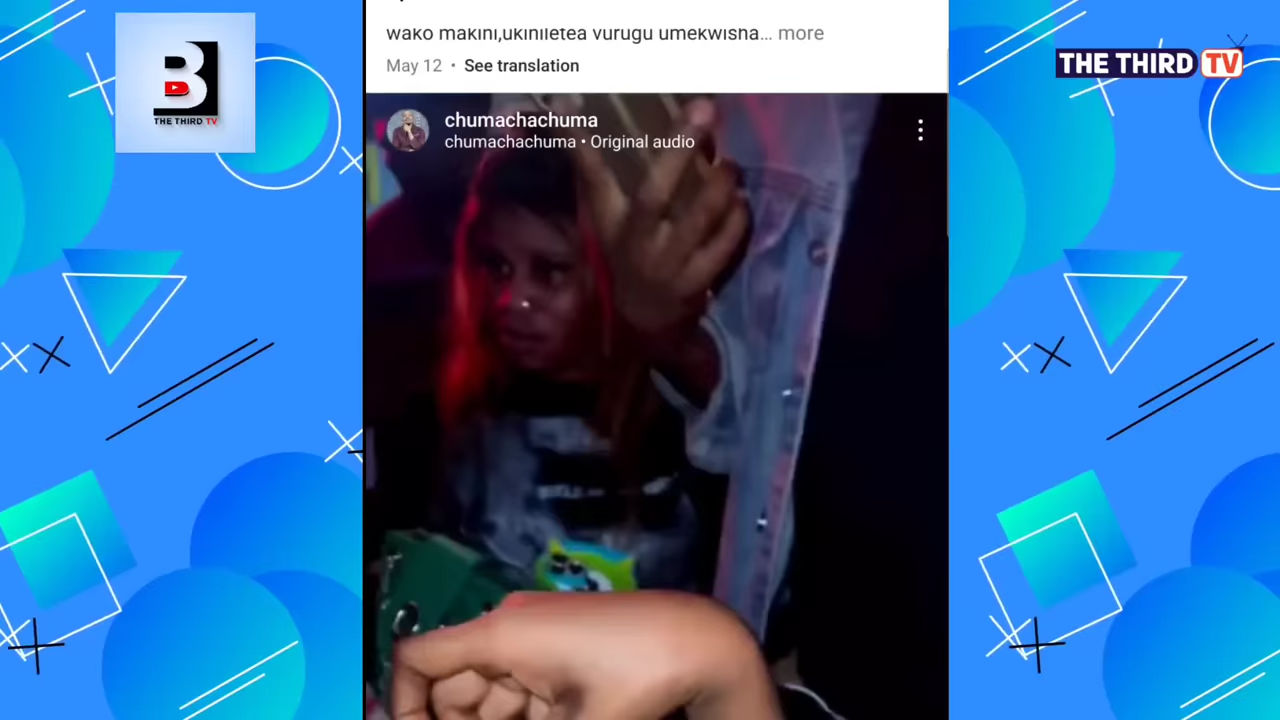 wako makini,ukiniletea vurugu umekwisha... more
May 12 • See translation
THE THIRD TV
B
THE THIRD TV
chumachachuma
chumachachuma • Original audio